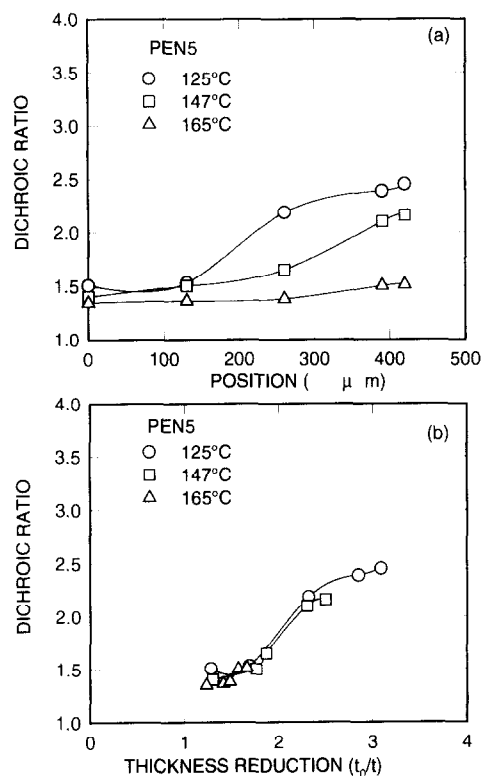 4.0
(a)
PEN5
3.5
125°C
147°C
3.0
165°C
DICHROIC RATIO
2.5
2.0
1.5
1.0
0 100 200 300 400 500
POSITION ( μ m)
4.0
PEN5
(b)
3.5
125°C
147°C
3.0
165°C
DICHROIC RATIO
2.5
2.0
1.5
1.0
0 1 2 3 4
THICKNESS REDUCTION (t₀/t)